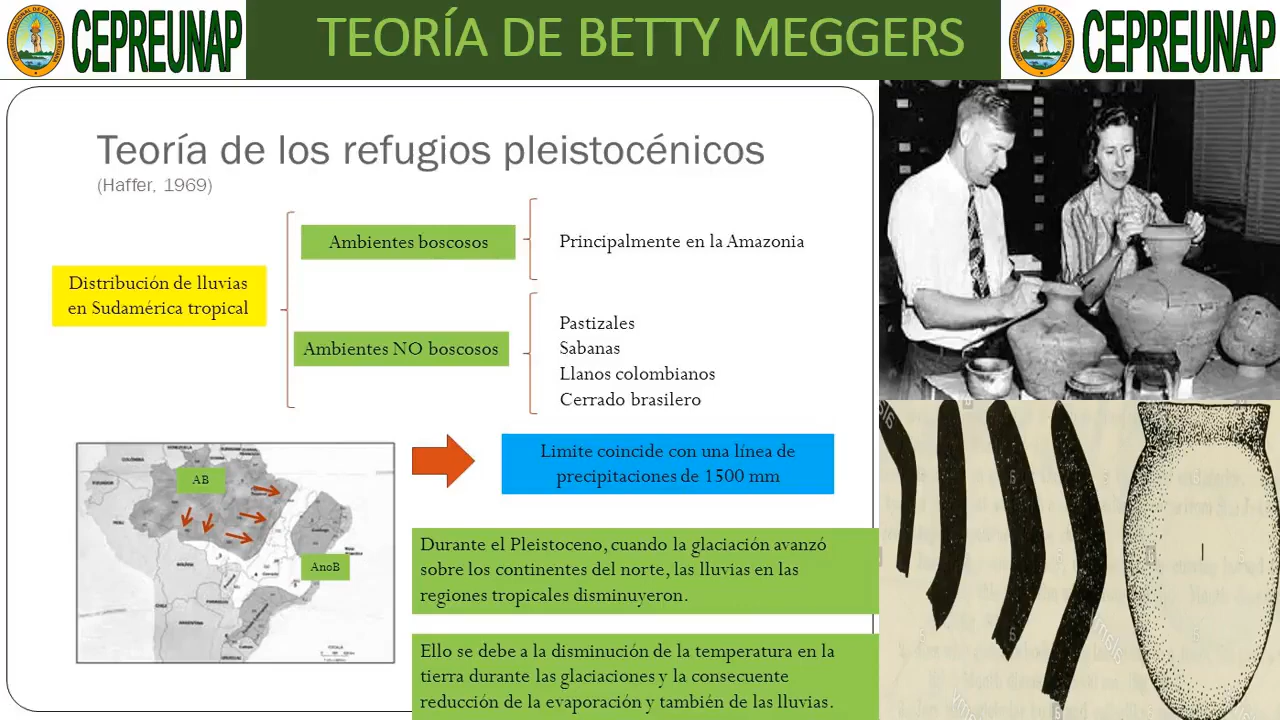 CEPREUNAP
TEORÍA DE BETTY MEGGERS
CEPREUNAP
Teoría de los refugios pleistocénicos
(Haffer, 1969)
Distribución de lluvias
en Sudamérica tropical
Ambientes boscosos
Principalmente en la Amazonia
Ambientes NO boscosos
Pastizales
Sabanas
Llanos colombianos
Cerrado brasilero
AB
AnoB
Limite coincide con una línea de
precipitaciones de 1500 mm
Durante el Pleistoceno, cuando la glaciación avanzó
sobre los continentes del norte, las lluvias en las
regiones tropicales disminuyeron.
Ello se debe a la disminución de la temperatura en la
tierra durante las glaciaciones y la consecuente
reducción de la evaporación y también de las lluvias.